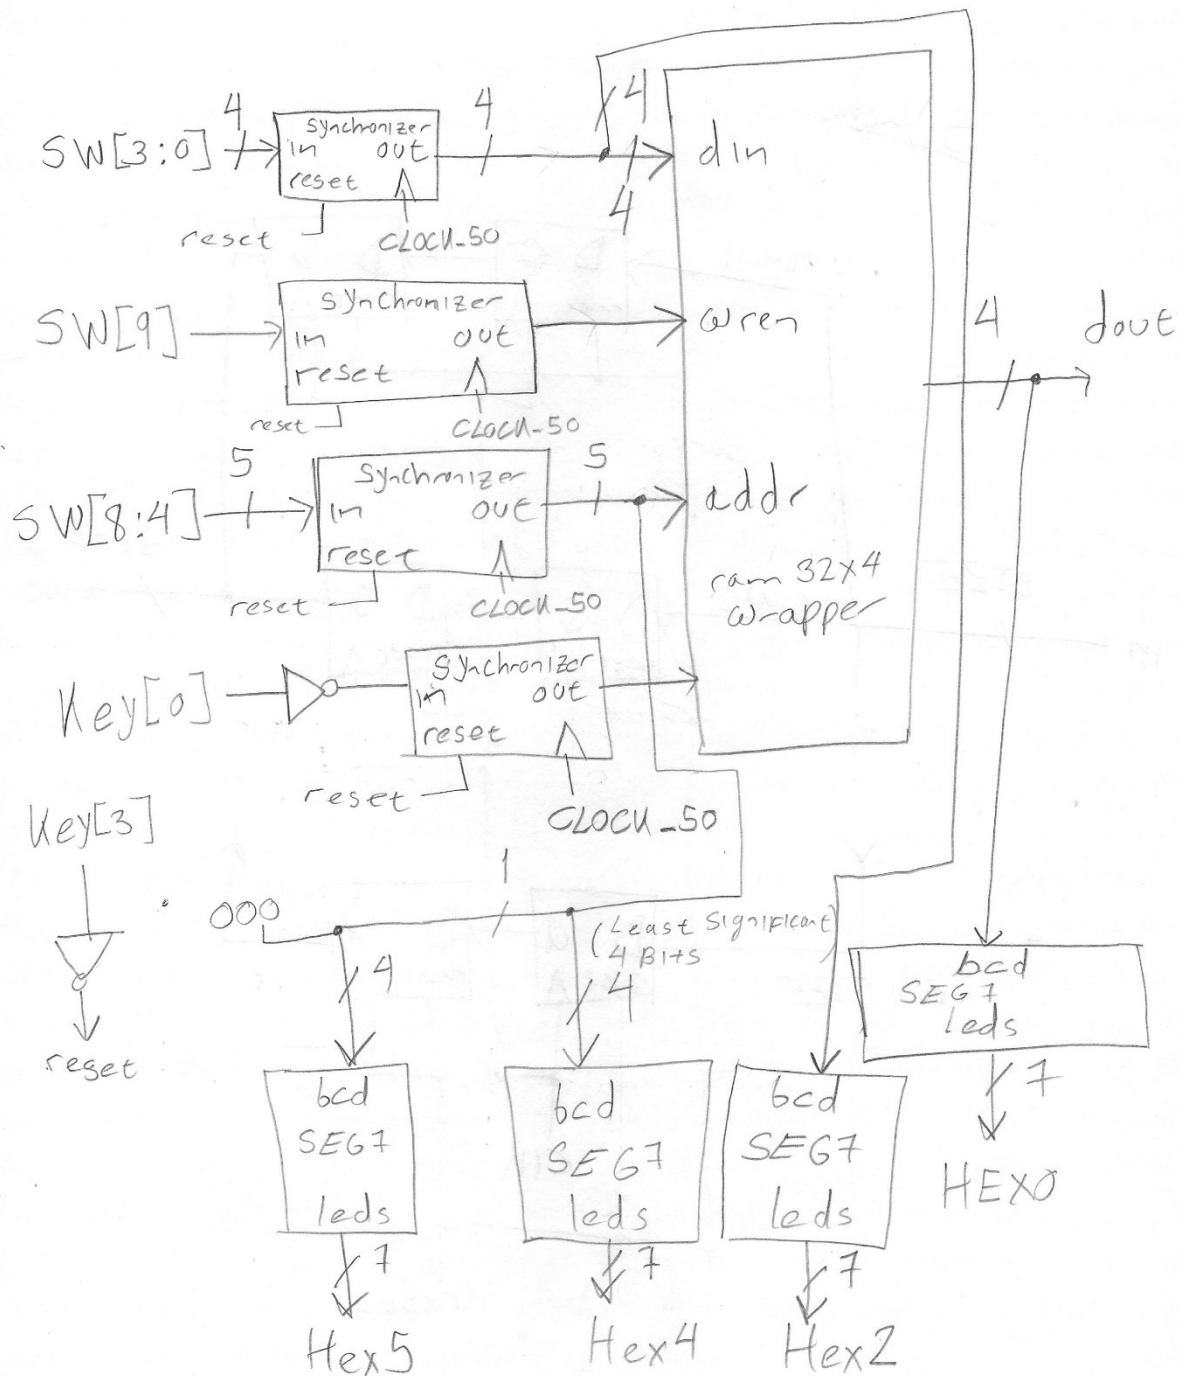 4
4
4
SW[3:0]
Synchronizer
in out
reset
din
4
reset
CLOCK_50
SW[9]
Synchronizer
in out
reset
wren
4
dout
reset
CLOCK_50
5
5
SW[8:4]
Synchronizer
in out
reset
addr
reset
CLOCK_50
ram 32x4
wrapper
Key[0]
Synchronizer
in out
reset
reset
CLOCK_50
Key[3]
reset
1
000
(Least Significant)
4 Bits
4
4
bcd
SEG7
leds
7
HEX0
bcd
SEG7
leds
7
Hex5
bcd
SEG7
leds
7
Hex4
bcd
SEG7
leds
7
Hex2